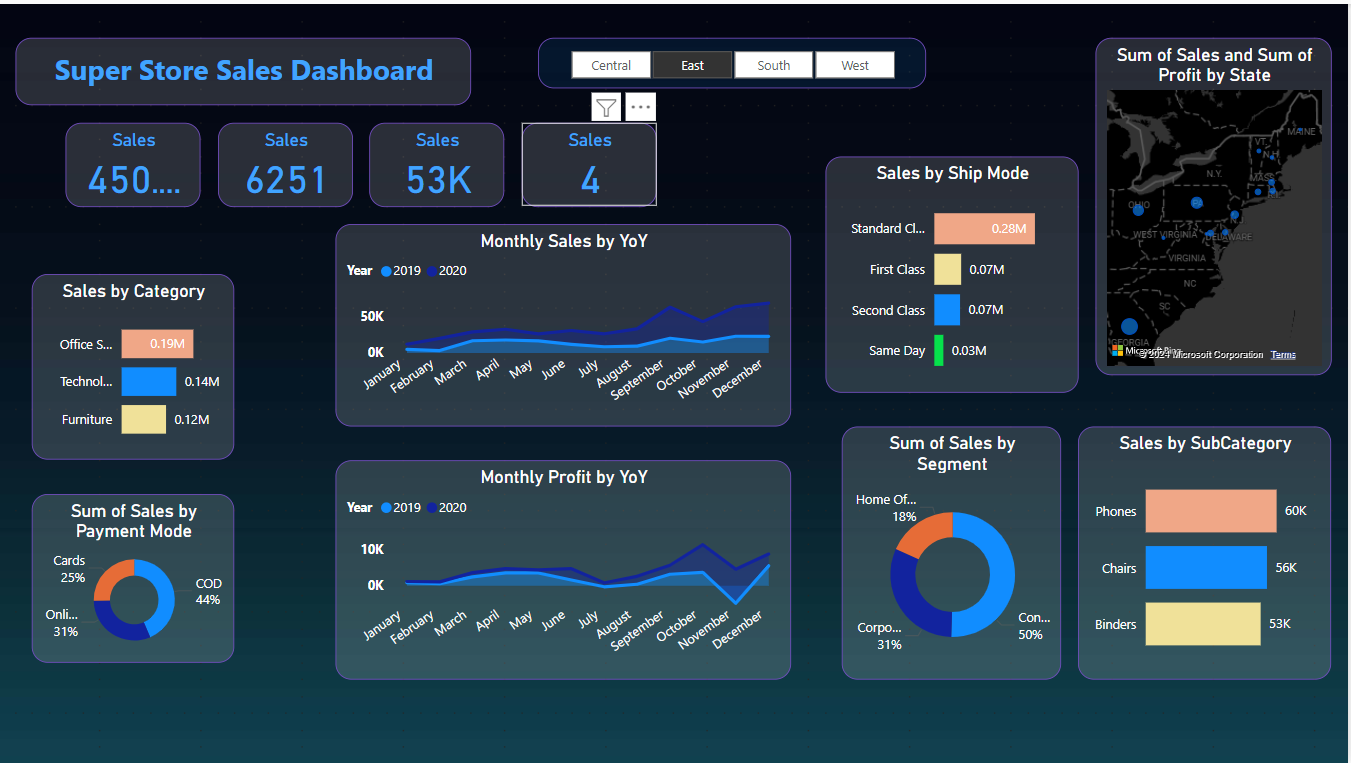 Super Store Sales Dashboard
Central
East
South
West
Sum of Sales and Sum of
Profit by State
MAINE
VT.
N.H.
N.Y.
MASS.
OHIO
PA
N.J.
WEST VIRGINIA
DELAWARE
VIRGINIA
NC
SC
GEORGIA
© 2024 Microsoft Corporation
Terms
Sales
450....
Sales
6251
Sales
53K
Sales
4
Sales by Ship Mode
Standard Cl...
0.28M
First Class
0.07M
Second Class
0.07M
Same Day
0.03M
Monthly Sales by YoY
Year
2019
2020
50K
0K
January
February
March
April
May
June
July
August
September
October
November
December
Sales by Category
Office S...
0.19M
Technol...
0.14M
Furniture
0.12M
Monthly Profit by YoY
Year
2019
2020
10K
0K
January
February
March
April
May
June
July
August
September
October
November
December
Sum of Sales by
Payment Mode
Cards
25%
COD
44%
Onli...
31%
Sum of Sales by
Segment
Home Of...
18%
Corpo...
31%
Con...
50%
Sales by SubCategory
Phones
60K
Chairs
56K
Binders
53K